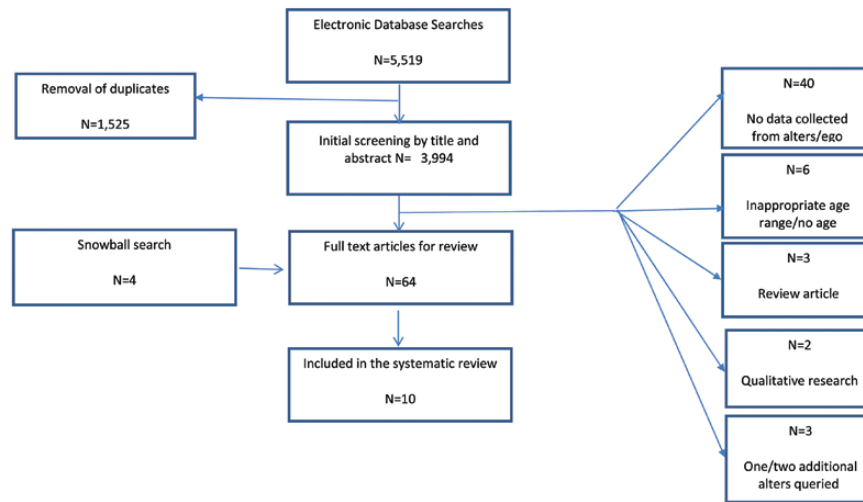 Electronic Database Searches
N=5,519
Removal of duplicates
N=1,525
Initial screening by title and
abstract N= 3,994
Snowball search
N=4
Full text articles for review
N=64
Included in the systematic review
N=10
N=40
No data collected
from alters/ego
N=6
Inappropriate age
range/no age
N=3
Review article
N=2
Qualitative research
N=3
One/two additional
alters queried